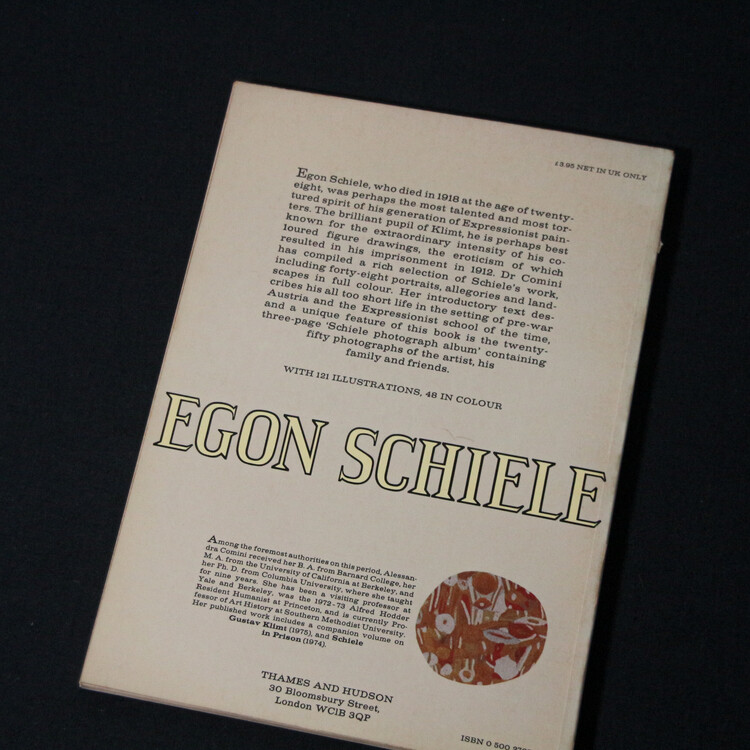 £3.95 NET IN UK ONLY
Egon Schiele, who died in 1918 at the age of twenty-
eight, was perhaps the most talented and most tor-
tured spirit of his generation of Expressionist pain-
ters. The brilliant pupil of Klimt, he is perhaps best
known for the extraordinary intensity of his co-
loured figure drawings, the eroticism of which
resulted in his imprisonment in 1912. Dr Comini
has compiled a rich selection of Schiele's work,
including forty-eight portraits, allegories and land-
scapes in full colour. Her introductory text des-
cribes his all too short life in the setting of pre-war
Austria and the Expressionist school of the time,
and a unique feature of this book is the twenty-
three-page 'Schiele photograph album' containing
fifty photographs of the artist, his
family and friends.
WITH 121 ILLUSTRATIONS, 48 IN COLOUR
EGON SCHIELE
Among the foremost authorities on this period, Alessan-
dra Comini received her B. A. from Barnard College, her
M. A. from the University of California at Berkeley, and
her Ph. D. from Columbia University, where she taught
for nine years. She has been a visiting professor at
Yale and Berkeley, was the 1972-73 Alfred Hodder
Resident Humanist at Princeton, and is currently Pro-
fessor of Art History at Southern Methodist University.
Her published work includes a companion volume on
Gustav Klimt (1975), and Schiele
in Prison (1974).
THAMES AND HUDSON
30 Bloomsbury Street,
London WC1B 3QP
ISBN 0 500